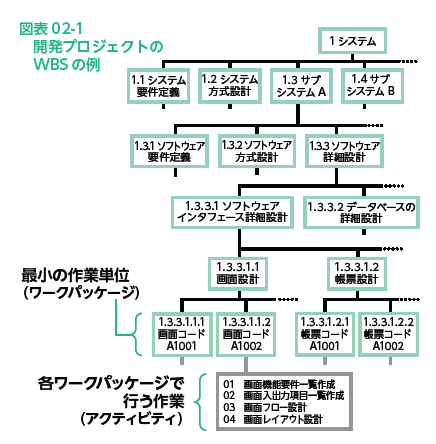 図表 02-1
開発プロジェクトの
WBS の例
1 システム
1.1 システム
要件定義
1.2 システム
方式設計
1.3 サブ
システム A
1.4 サブ
システム B
1.3.1 ソフトウェア
要件定義
1.3.2 ソフトウェア
方式設計
1.3.3 ソフトウェア
詳細設計
1.3.3.1 ソフトウェア
インタフェース詳細設計
1.3.3.2 データベースの
詳細設計
1.3.3.1.1
画面設計
1.3.3.1.2
帳票設計
最小の作業単位
(ワークパッケージ)
1.3.3.1.1.1
画面コード
A1001
1.3.3.1.1.2
画面コード
A1002
1.3.3.1.2.1
帳票コード
A1001
1.3.3.1.2.2
帳票コード
A1002
各ワークパッケージで
行う作業
(アクティビティ)
01 画面機能要件一覧作成
02 画面入出力項目一覧作成
03 画面フロー設計
04 画面レイアウト設計